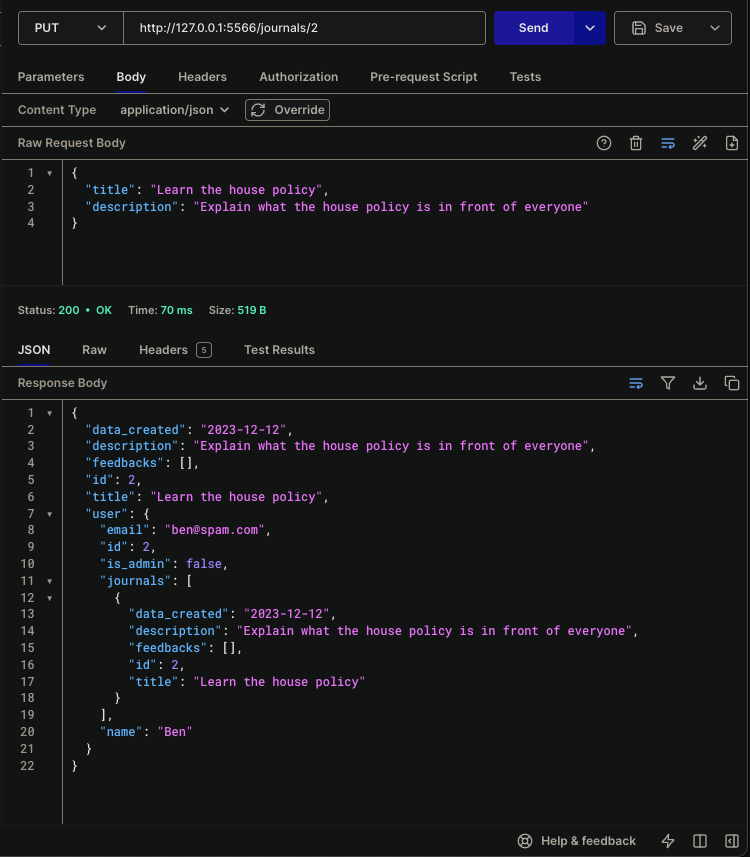 PUT http://127.0.0.1:5566/journals/2 Send Save
Parameters Body Headers Authorization Pre-request Script Tests
Content Type application/json Override
Raw Request Body
1 {
2 "title": "Learn the house policy",
3 "description": "Explain what the house policy is in front of everyone"
4 }
Status: 200 • OK Time: 70 ms Size: 519 B
JSON Raw Headers 5 Test Results
Response Body
1 {
2 "data_created": "2023-12-12",
3 "description": "Explain what the house policy is in front of everyone",
4 "feedbacks": [],
5 "id": 2,
6 "title": "Learn the house policy",
7 "user": {
8 "email": "ben@spam.com",
9 "id": 2,
10 "is_admin": false,
11 "journals": [
12 {
13 "data_created": "2023-12-12",
14 "description": "Explain what the house policy is in front of everyone",
15 "feedbacks": [],
16 "id": 2,
17 "title": "Learn the house policy"
18 }
19 ],
20 "name": "Ben"
21 }
22 }
Help & feedback